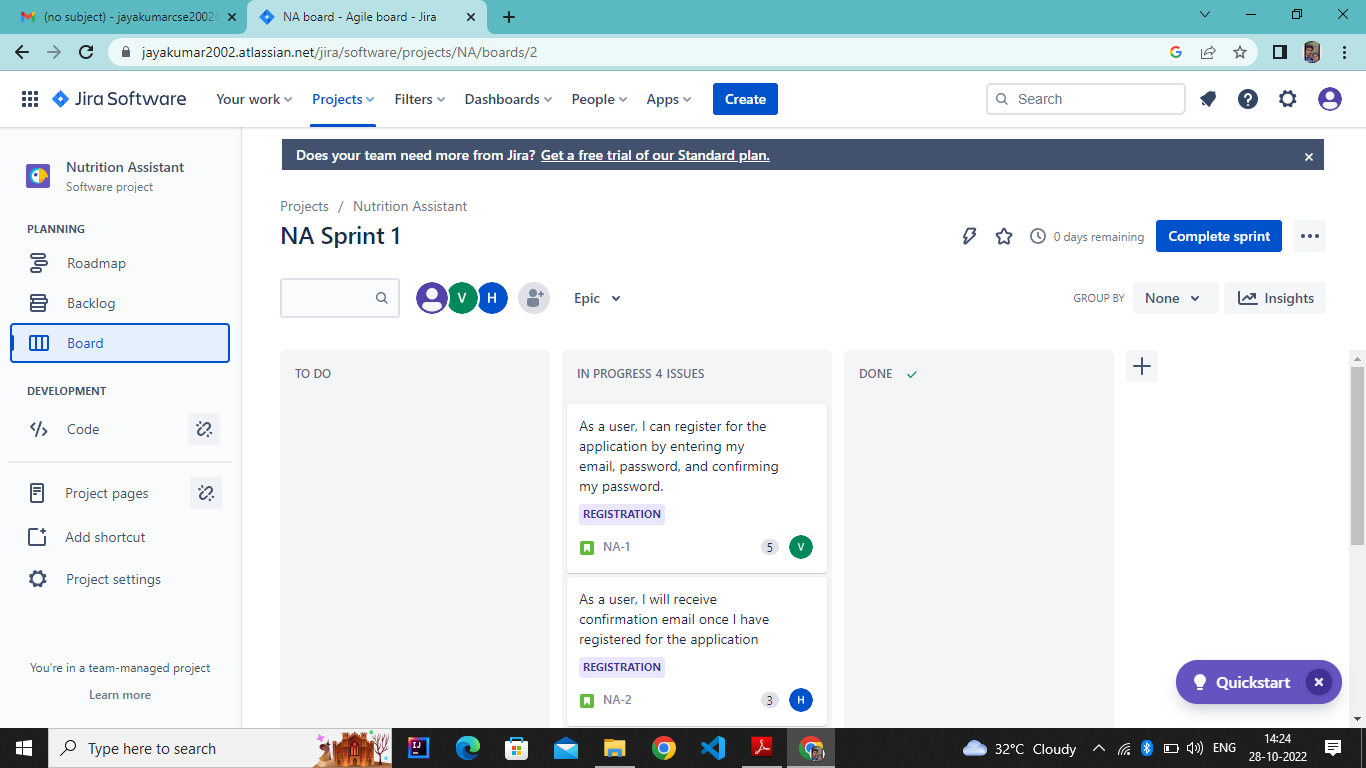 (no subject) - jayakumarcse2002
NA board - Agile board - Jira
jayakumar2002.atlassian.net/jira/software/projects/NA/boards/2
Jira Software
Your work
Projects
Filters
Dashboards
People
Apps
Create
Search
Does your team need more from Jira? Get a free trial of our Standard plan.
Nutrition Assistant
Software project
PLANNING
Roadmap
Backlog
Board
DEVELOPMENT
Code
Project pages
Add shortcut
Project settings
You're in a team-managed project
Learn more
Projects / Nutrition Assistant
NA Sprint 1
0 days remaining
Complete sprint
V
H
Epic
GROUP BY
None
Insights
TO DO
IN PROGRESS 4 ISSUES
DONE
As a user, I can register for the
application by entering my
email, password, and confirming
my password.
REGISTRATION
NA-1
5
V
As a user, I will receive
confirmation email once I have
registered for the application
REGISTRATION
NA-2
3
H
Quickstart
Type here to search
32°C Cloudy
ENG
14:24
28-10-2022